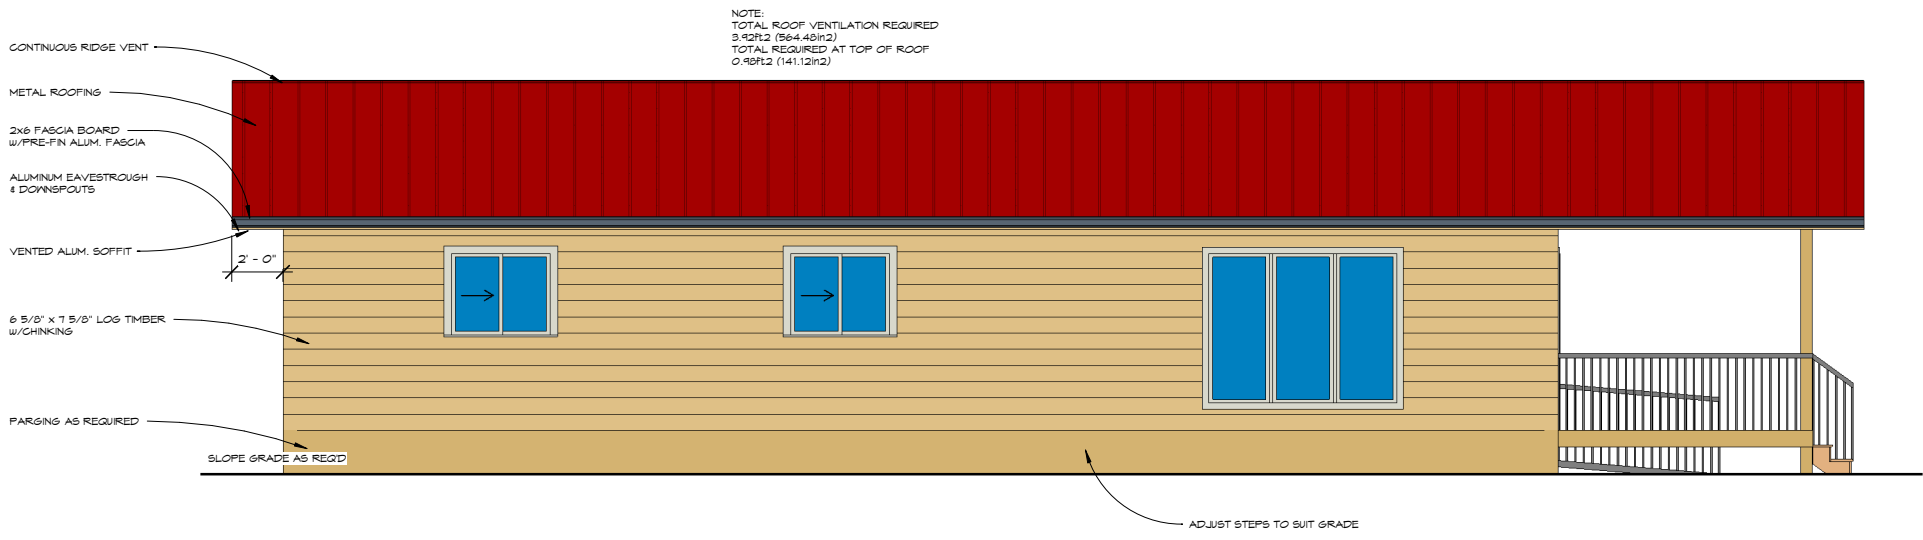 NOTE:
TOTAL ROOF VENTILATION REQUIRED
3.92ft2 (564.48in2)
TOTAL REQUIRED AT TOP OF ROOF
0.98ft2 (141.12in2)
CONTINUOUS RIDGE VENT
METAL ROOFING
2x6 FASCIA BOARD
w/PRE-FIN ALUM. FASCIA
ALUMINUM EAVESTROUGH
& DOWNSPOUTS
VENTED ALUM. SOFFIT
2' - 0"
6 5/8" x 7 5/8" LOG TIMBER
w/CHINKING
PARGING AS REQUIRED
SLOPE GRADE AS REQ'D
ADJUST STEPS TO SUIT GRADE